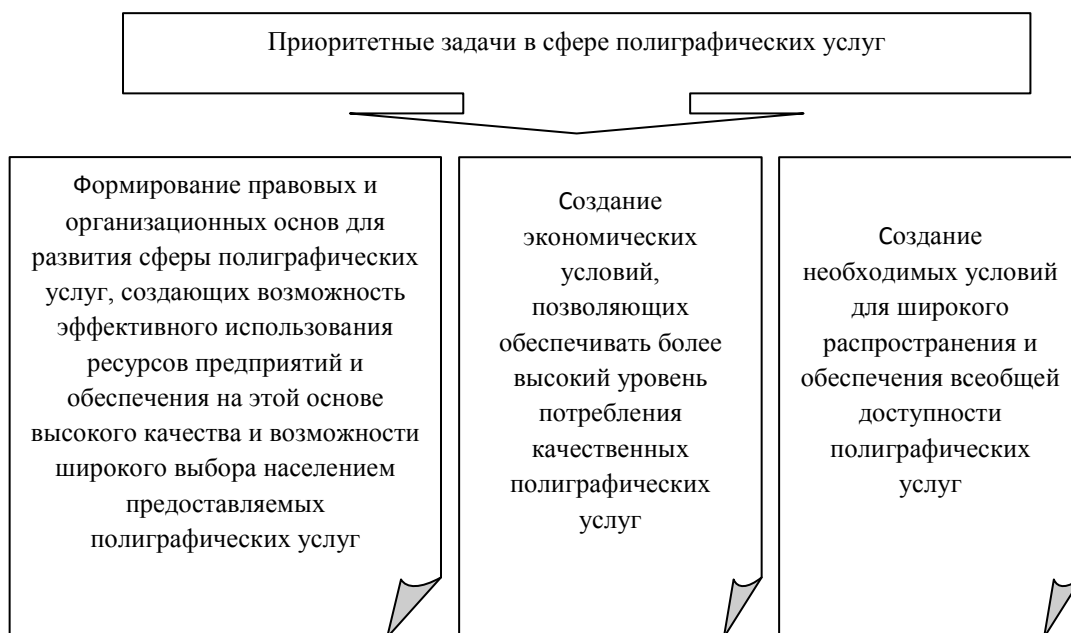 Приоритетные задачи в сфере полиграфических услуг
Формирование правовых и
организационных основ для
развития сферы полиграфических
услуг, создающих возможность
эффективного использования
ресурсов предприятий и
обеспечения на этой основе
высокого качества и возможности
широкого выбора населением
предоставляемых
полиграфических услуг
Создание
экономических
условий,
позволяющих
обеспечивать более
высокий уровень
потребления
качественных
полиграфических
услуг
Создание
необходимых условий
для широкого
распространения и
обеспечения всеобщей
доступности
полиграфических
услуг